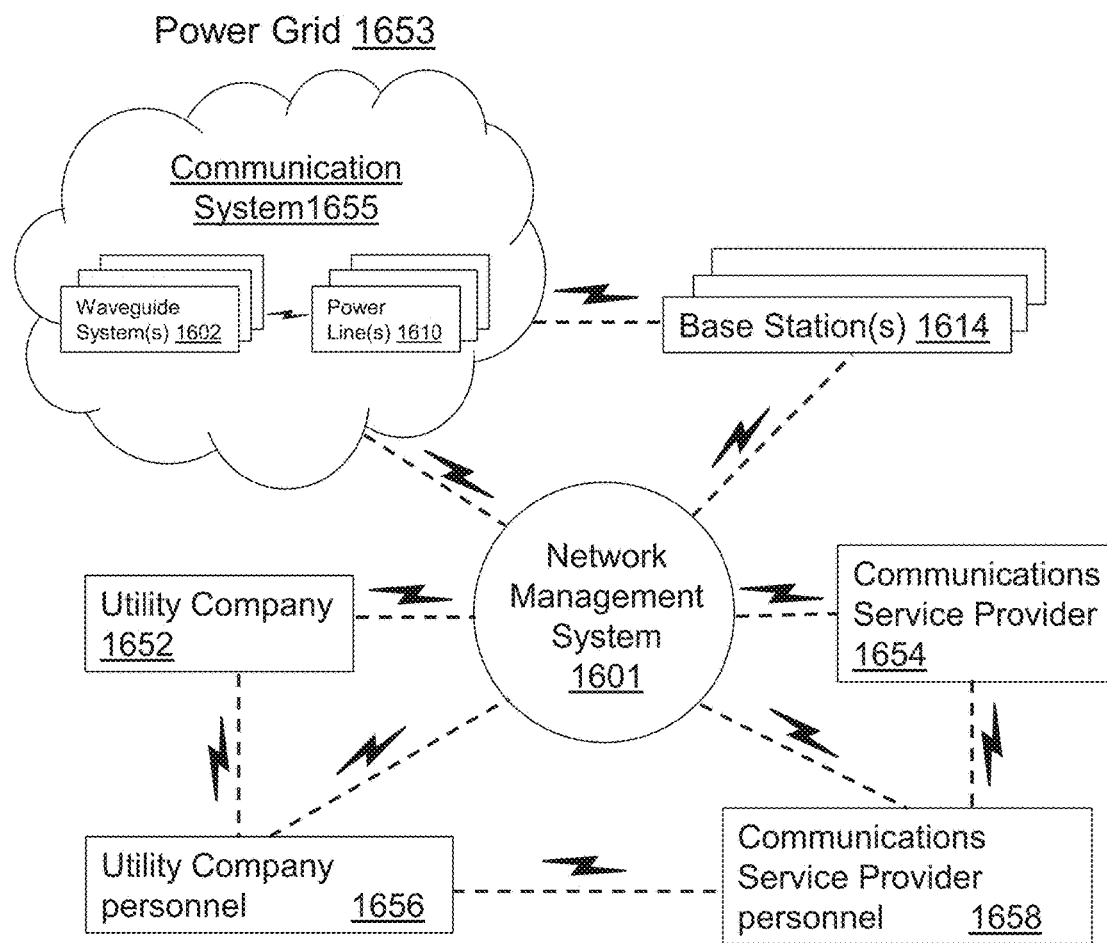 Power Grid 1653
Communication
System1655
Waveguide
System(s) 1602
Power
Line(s) 1610
Base Station(s) 1614
Network
Management
System
1601
Utility Company
1652
Communications
Service Provider
1654
Utility Company
personnel 1656
Communications
Service Provider
personnel 1658